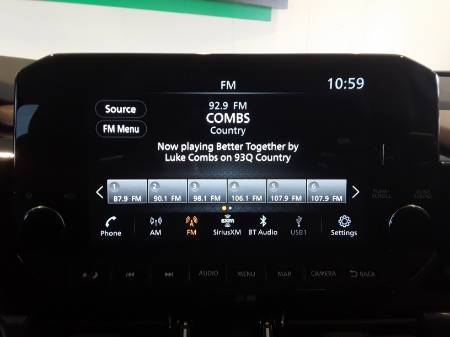 FM 10:59
Source
92.9 FM
COMBS
FM Menu
Country
Now playing Better Together by
Luke Combs on 93Q Country
1 2 3 4 5 6
87.9 FM 90.1 FM 98.1 FM 106.1 FM 107.9 FM 107.9 FM
TUNE
SCROLL
sxm
Phone AM FM SiriusXM BT Audio USB1 Settings
AUDIO MENU MAP CAMERA BACK